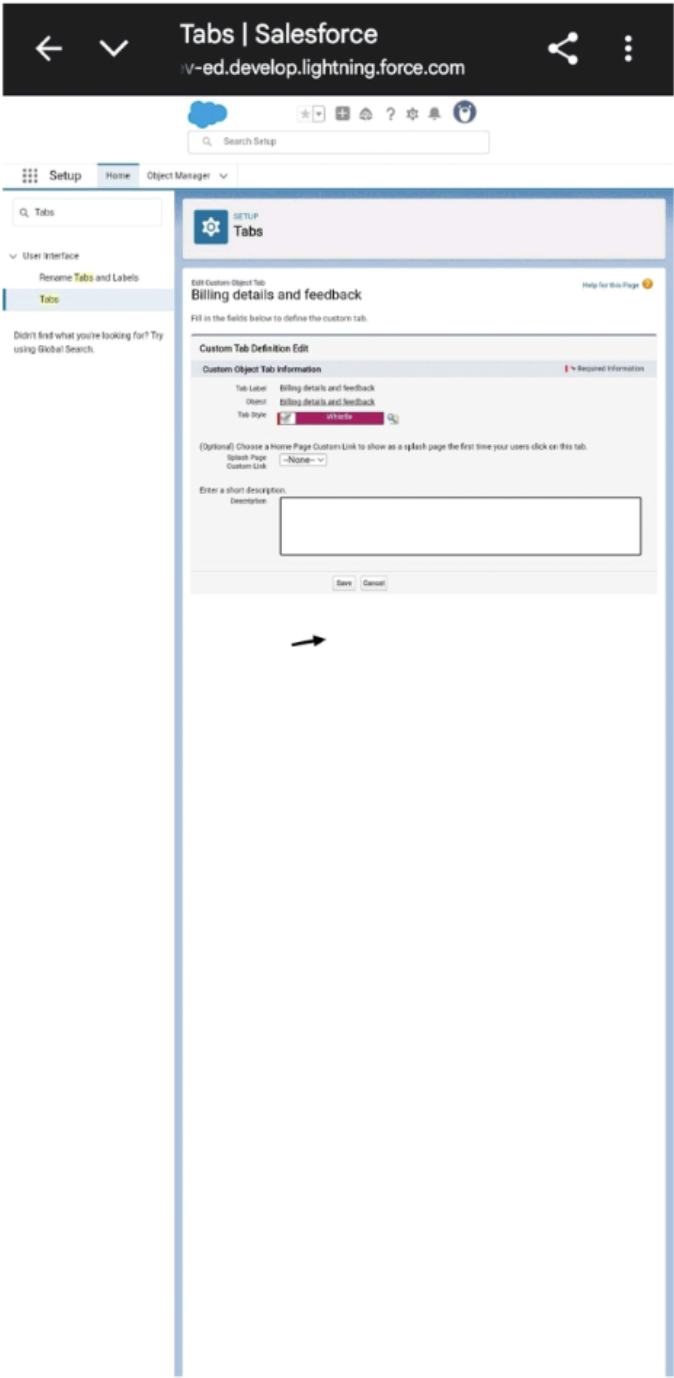 Tabs | Salesforce
v-ed.develop.lightning.force.com
Search Setup
Setup
Home
Object Manager
Tabs
User Interface
Rename Tabs and Labels
Tabs
Didn't find what you're looking for? Try
using Global Search.
SETUP
Tabs
Edit Custom Object Tab
Billing details and feedback
Help for this Page
Fill in the fields below to define the custom tab.
Custom Tab Definition Edit
Custom Object Tab Information
= Required Information
Tab Label Billing details and feedback
Object Billing details and feedback
Tab Style Whistle
(Optional) Choose a Home Page Custom Link to show as a splash page the first time your users click on this tab.
Splash Page
Custom Link
--None--
Enter a short description.
Description
Save Cancel